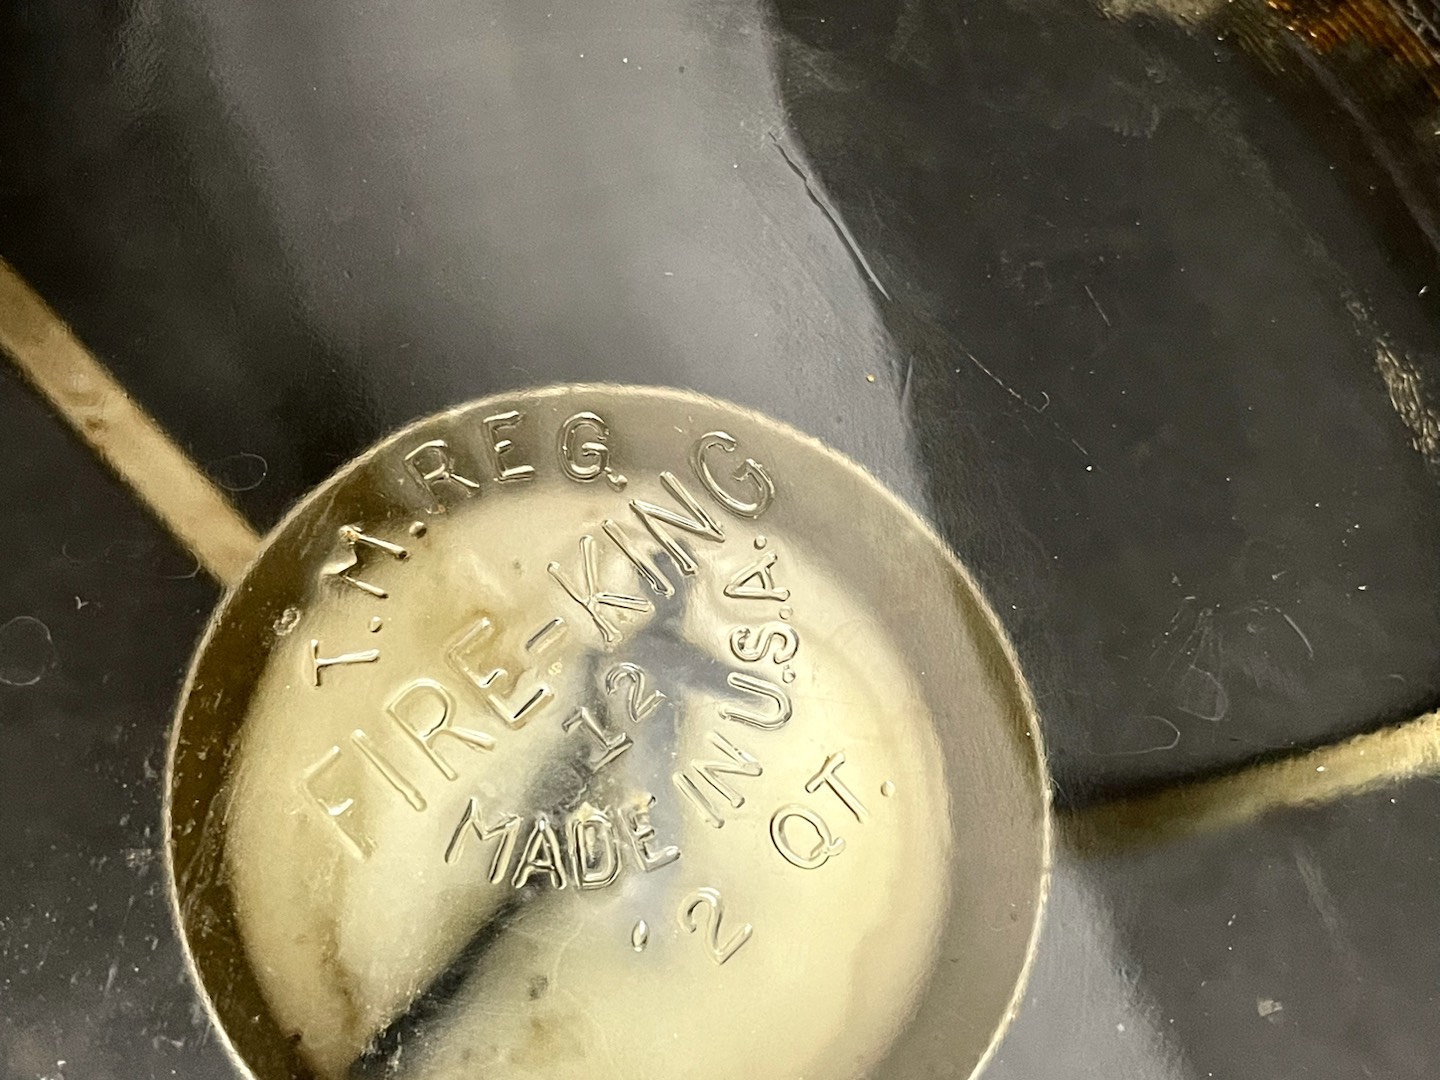 T.M.REG.
FIRE-KING
12
MADE IN U.S.A.
2 QT.